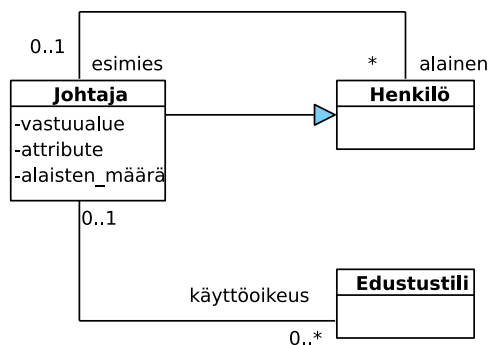 0..1
esimies
*
alainen
Johtaja
-vastuualue
-attribute
-alaisten_määrä
Henkilö
0..1
käyttöoikeus
0..*
Edustustili